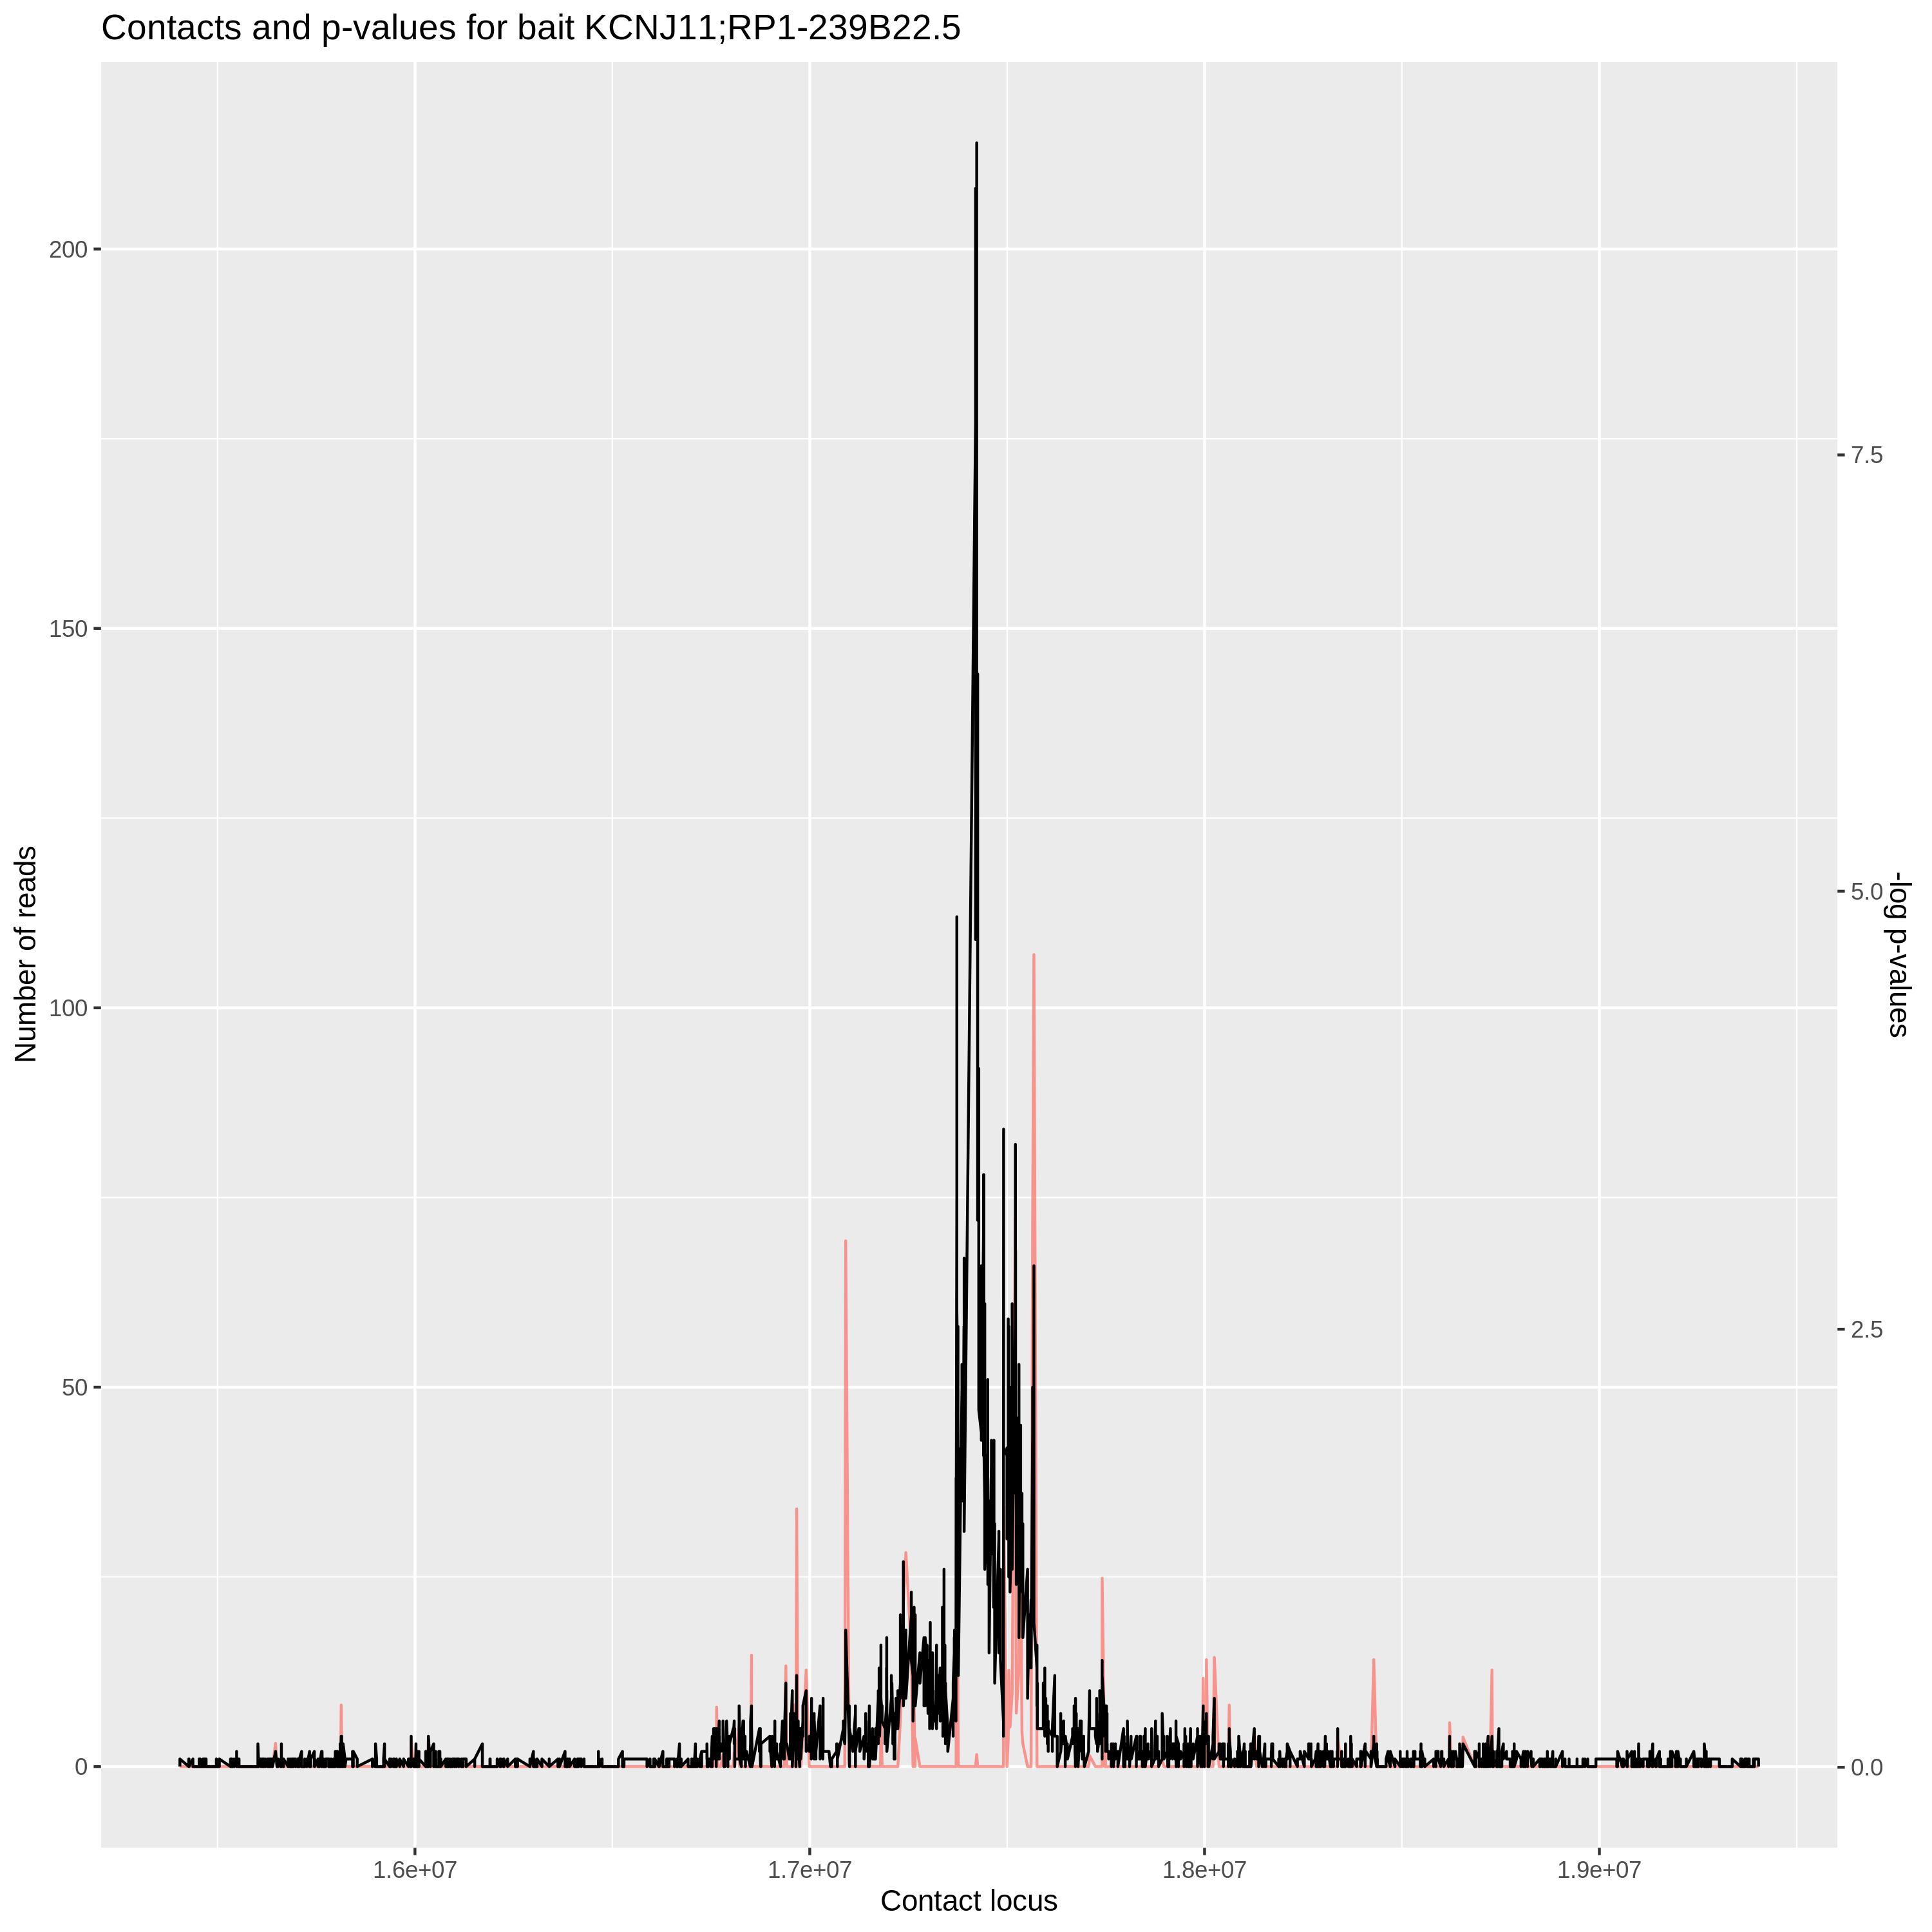 Contacts and p-values for bait KCNJ11;RP1-239B22.5
200
150
100
50
0
Number of reads
7.5
5.0
2.5
0.0
-log p-values
1.6e+07 1.7e+07 1.8e+07 1.9e+07
Contact locus